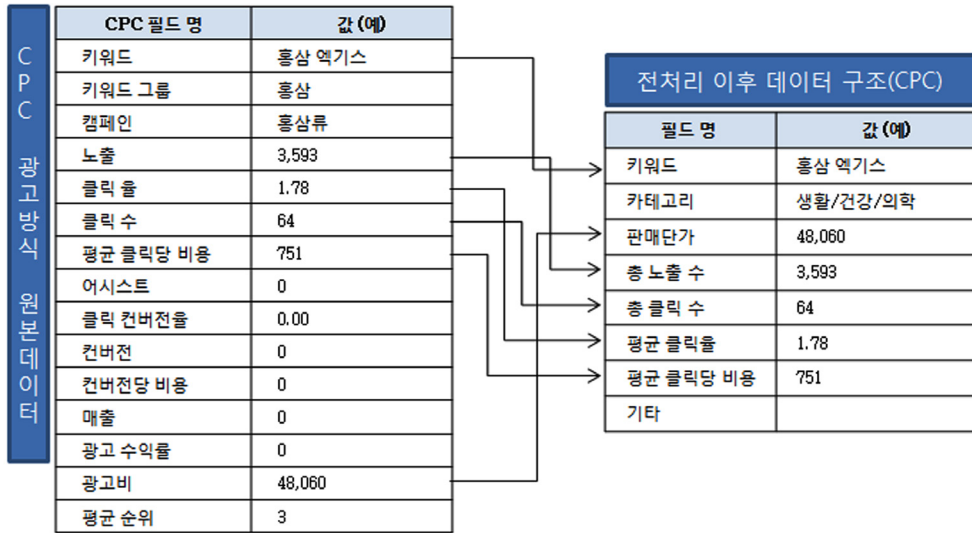 CPC 광고방식 원본데이터
CPC 필드 명 값 (예)
키워드 홍삼 엑기스
키워드 그룹 홍삼
캠페인 홍삼류
노출 3,593
클릭 율 1.78
클릭 수 64
평균 클릭당 비용 751
어시스트 0
클릭 컨버전율 0.00
컨버전 0
컨버전당 비용 0
매출 0
광고 수익률 0
광고비 48,060
평균 순위 3
전처리 이후 데이터 구조(CPC)
필드 명 값 (예)
키워드 홍삼 엑기스
카테고리 생활/건강/의학
판매단가 48,060
총 노출 수 3,593
총 클릭 수 64
평균 클릭율 1.78
평균 클릭당 비용 751
기타